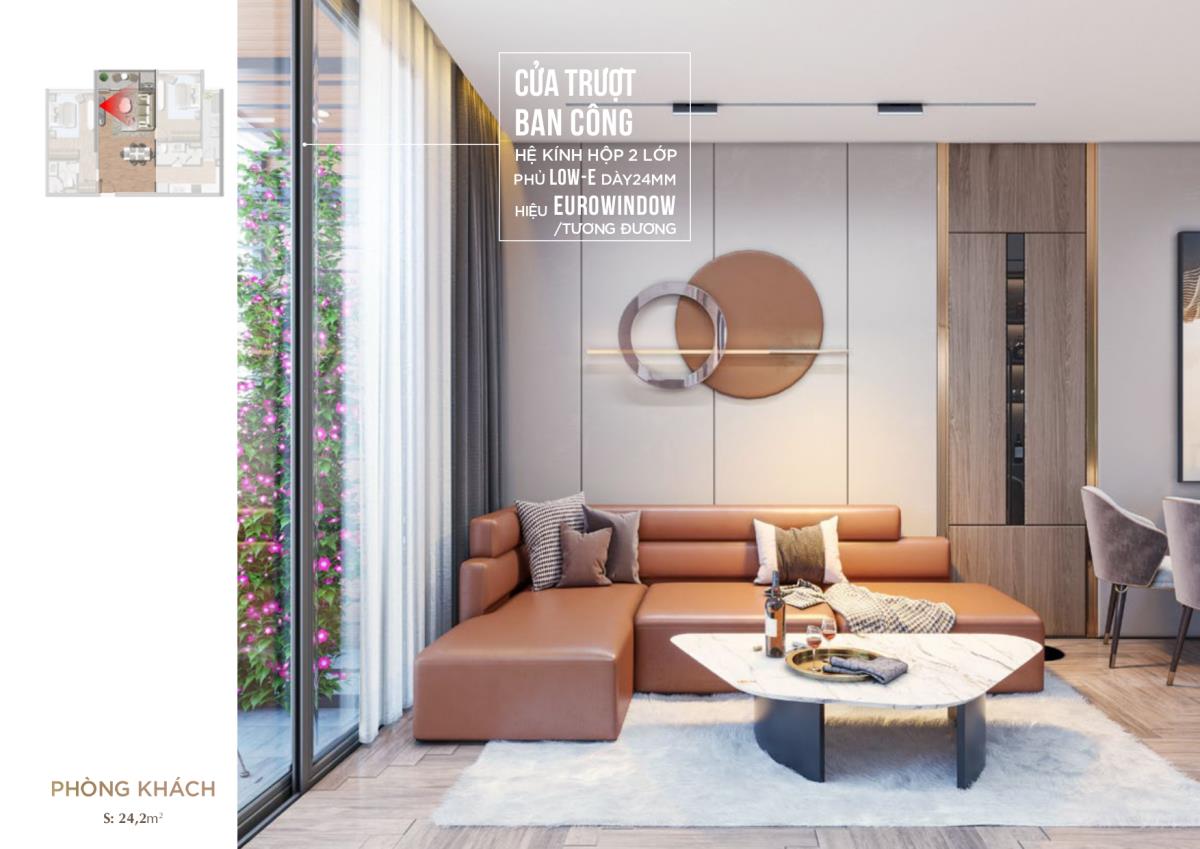 CỬA TRƯỢT
BAN CÔNG
HỆ KÍNH HỘP 2 LỚP
PHỦ LOW-E DÀY24MM
HIỆU EUROWINDOW
/TƯƠNG ĐƯƠNG
PHÒNG KHÁCH
S: 24,2m²